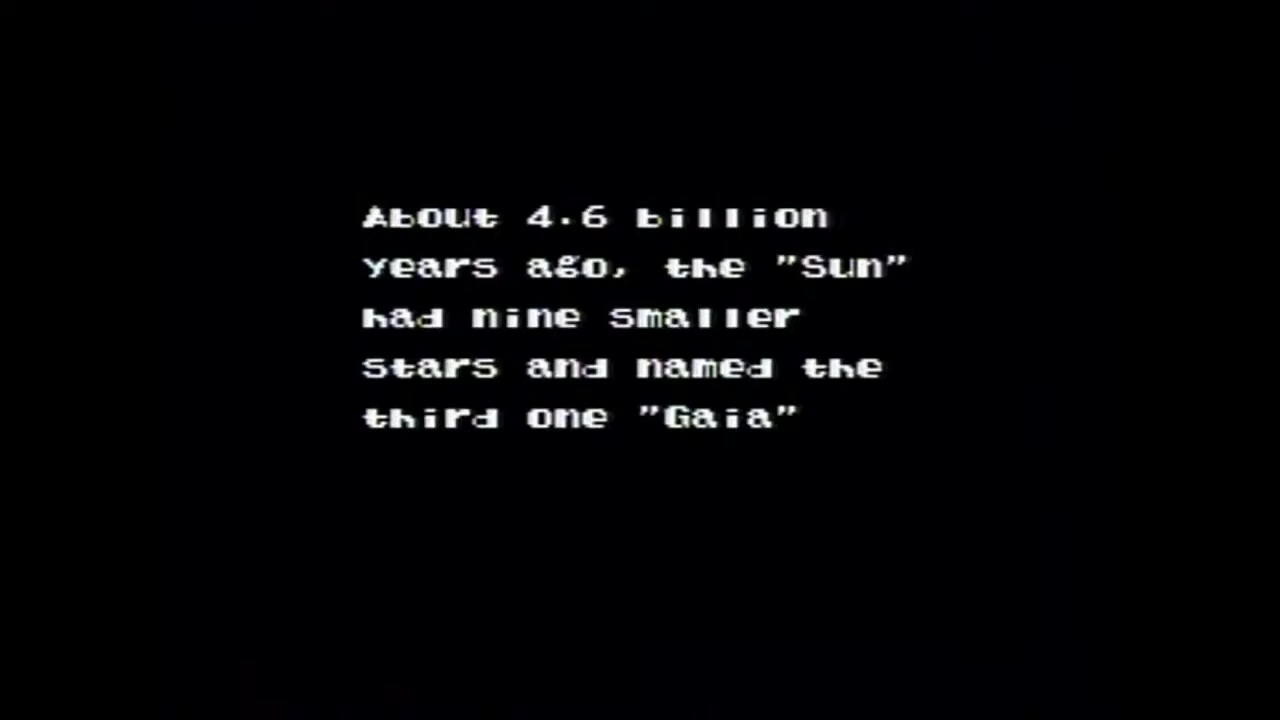 About 4.6 billion
years ago, the "Sun"
had nine smaller
stars and named the
third one "Gaia"